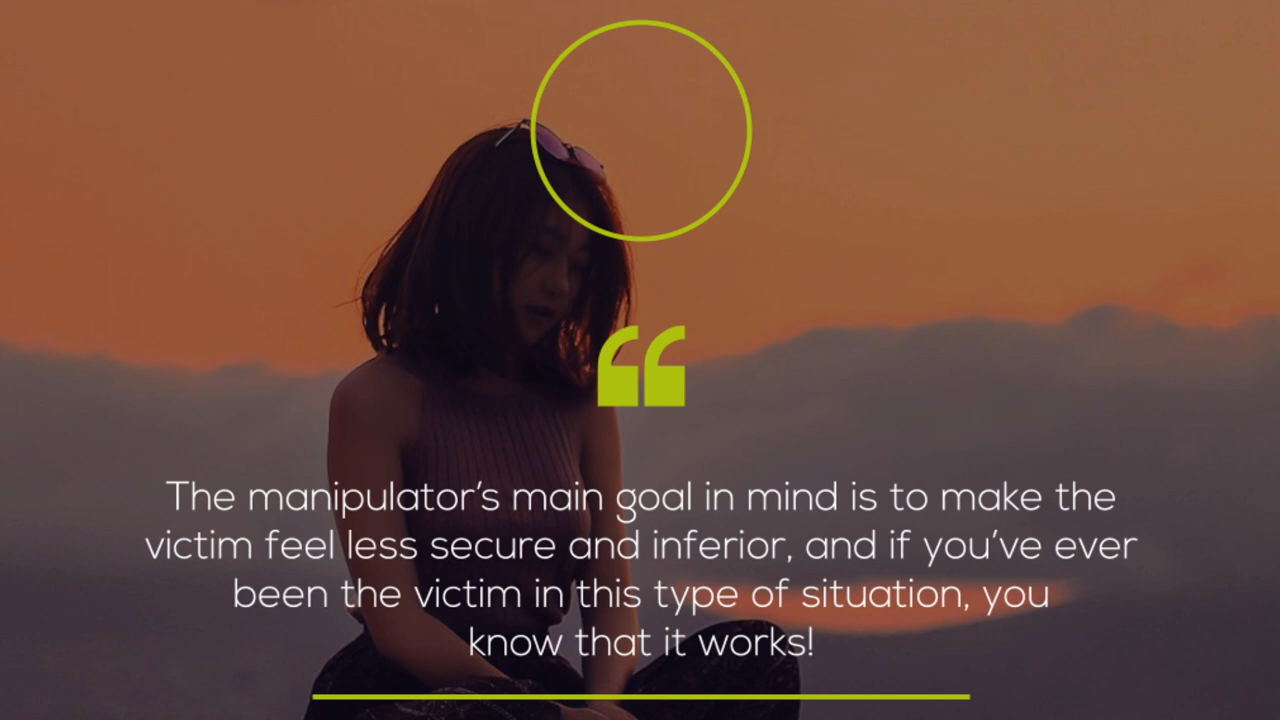 “
The manipulator’s main goal in mind is to make the
victim feel less secure and inferior, and if you’ve ever
been the victim in this type of situation, you
know that it works!